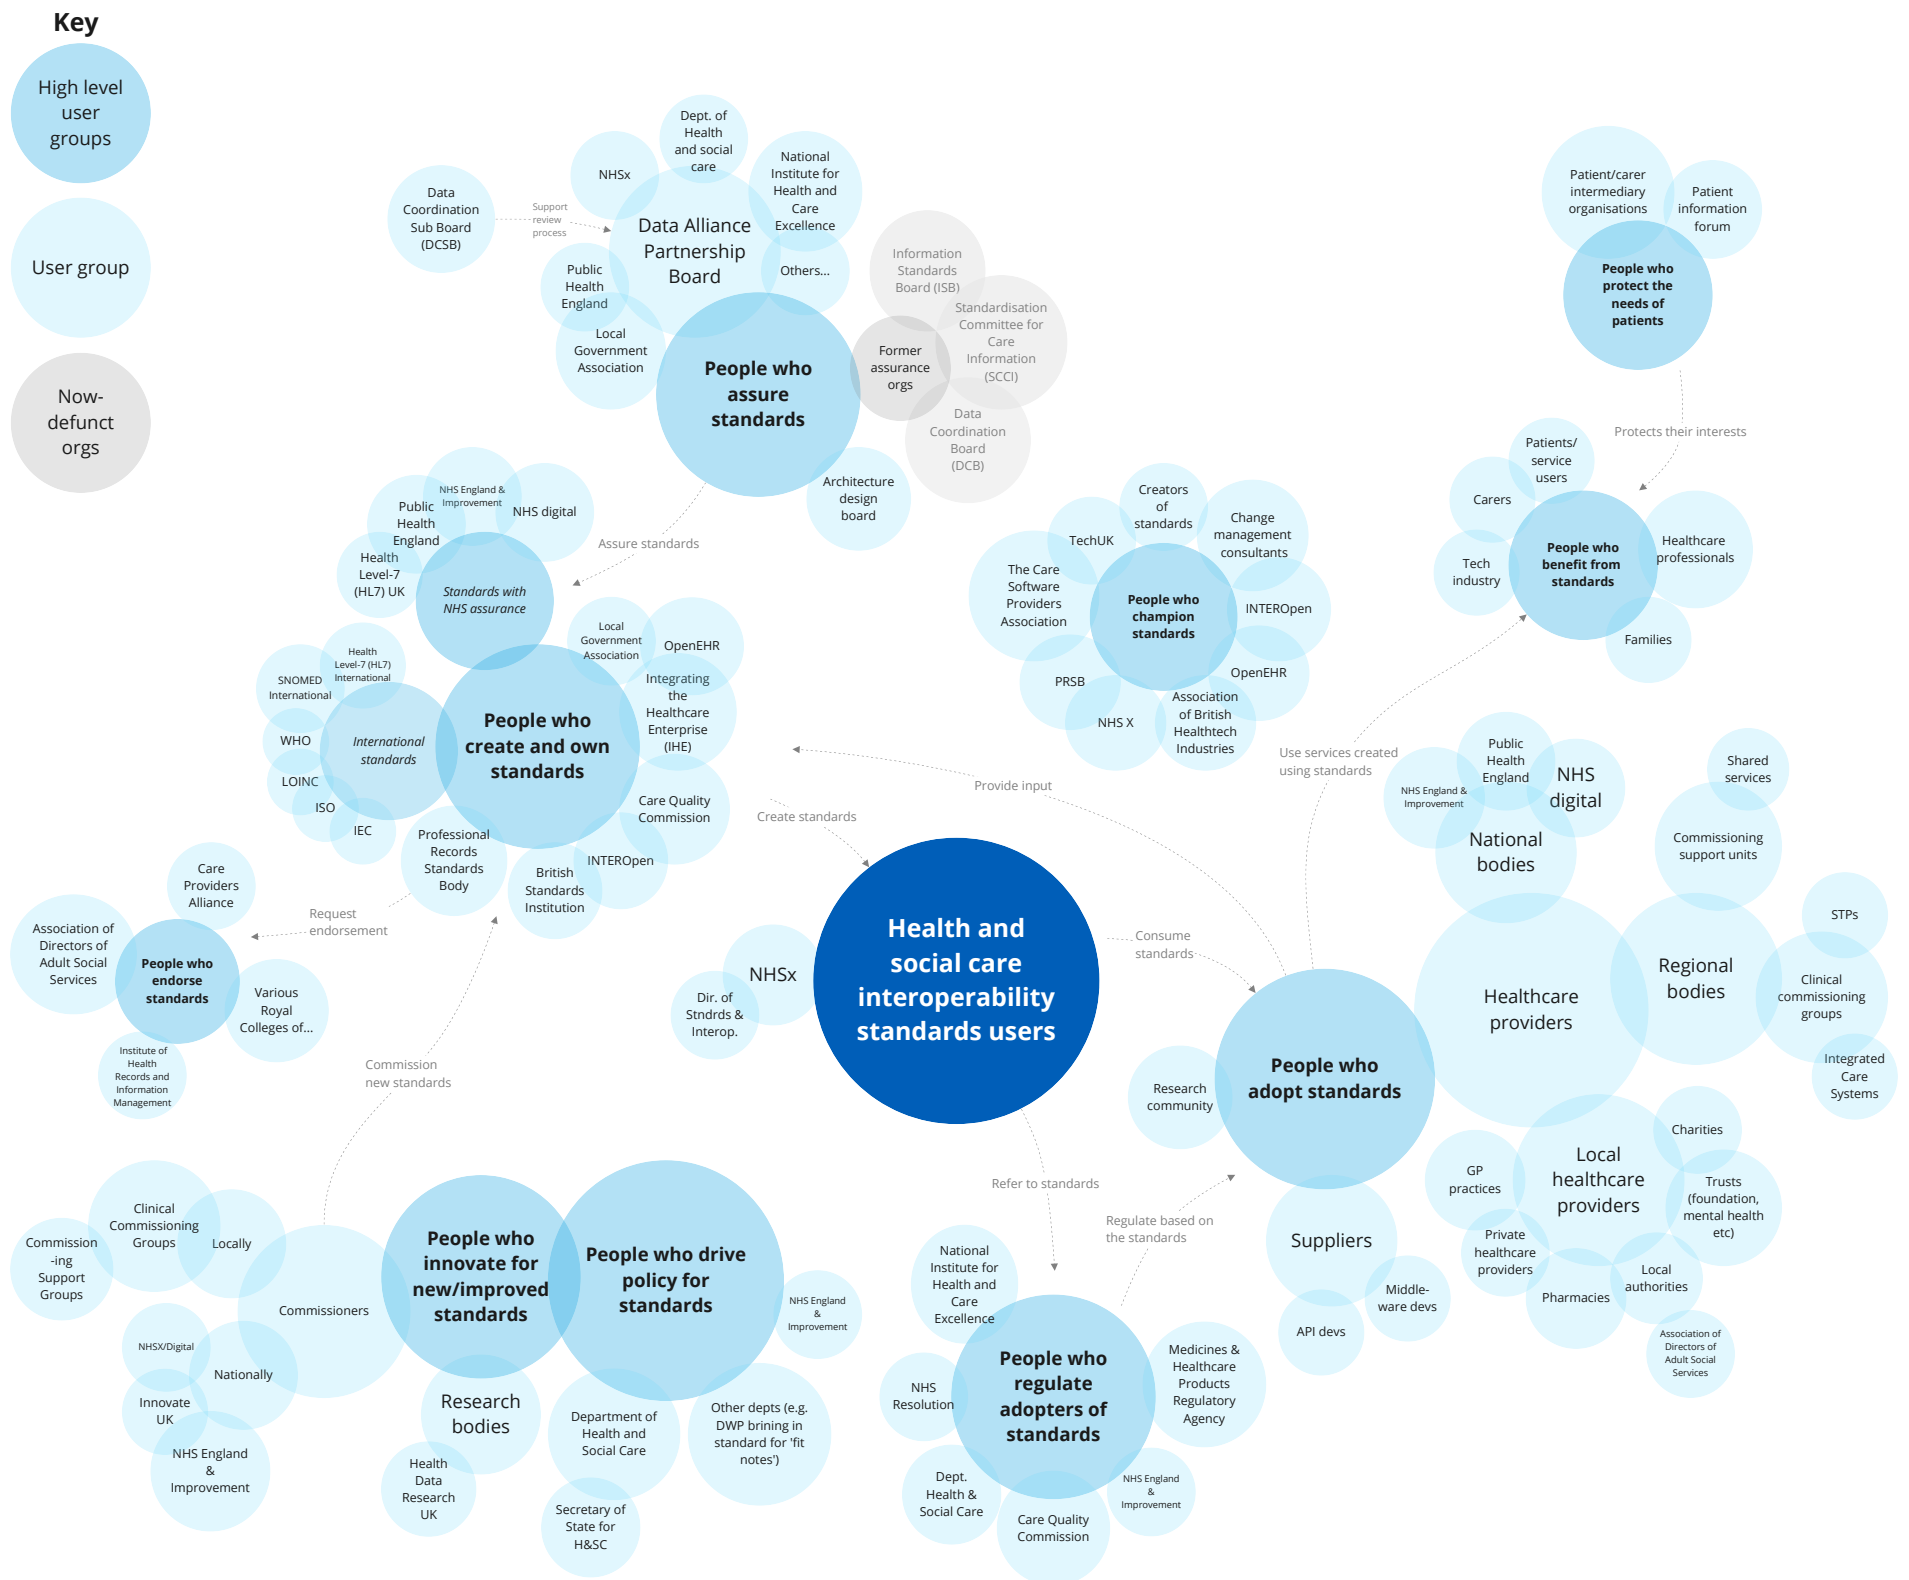 Key
High level
user
groups
User group
Now-
defunct
orgs
Data
Coordination
Sub Board
(DCSB)
Support
review
process
NHSx
Dept. of
Health
and social
care
National
Institute for
Health and
Care
Excellence
Data Alliance
Partnership
Board
Others...
Public
Health
England
Local
Government
Association
People who
assure
standards
Information
Standards
Board (ISB)
Standardisation
Committee for
Care
Information
(SCCI)
Former
assurance
orgs
Data
Coordination
Board
(DCB)
Architecture
design
board
Assure standards
Patient/carer
intermediary
organisations
Patient
information
forum
People who
protect the
needs of
patients
Protects their interests
Patients/
service
users
Carers
Tech
industry
People who
benefit from
standards
Healthcare
professionals
Families
NHS England &
Improvement
Public
Health
England
NHS digital
Health
Level-7
(HL7) UK
Standards with
NHS assurance
Creators
of
standards
Change
management
consultants
TechUK
The Care
Software
Providers
Association
People who
champion
standards
INTEROpen
OpenEHR
PRSB
NHS X
Association
of British
Healthtech
Industries
Local
Government
Association
OpenEHR
Integrating
the
Healthcare
Enterprise
(IHE)
Health
Level-7 (HL7)
International
SNOMED
International
WHO
LOINC
ISO
IEC
International
standards
People who
create and own
standards
Care Quality
Commission
INTEROpen
British
Standards
Institution
Professional
Records
Standards
Body
Provide input
Create standards
Use services created
using standards
Request
endorsement
Care
Providers
Alliance
Association of
Directors of
Adult Social
Services
People who
endorse
standards
Various
Royal
Colleges of...
Institute of
Health
Records and
Information
Management
Commission
new standards
NHSx
Dir. of
Stndrds &
Interop.
Health and
social care
interoperability
standards users
Consume
standards
Public
Health
England
NHS England &
Improvement
NHS
digital
National
bodies
Shared
services
Commissioning
support units
STPs
Regional
bodies
Clinical
commissioning
groups
Integrated
Care
Systems
Healthcare
providers
People who
adopt standards
Research
community
Local
healthcare
providers
Charities
GP
practices
Trusts
(foundation,
mental health
etc)
Private
healthcare
providers
Pharmacies
Local
authorities
Association of
Directors of
Adult Social
Services
Suppliers
API devs
Middle-
ware devs
Refer to standards
Regulate based on
the standards
Clinical
Commissioning
Groups
Commission
-ing
Support
Groups
Locally
Commissioners
NHSX/Digital
Nationally
Innovate
UK
NHS England
&
Improvement
People who
innovate for
new/improved
standards
People who drive
policy for
standards
NHS England
&
Improvement
Research
bodies
Health
Data
Research
UK
Department of
Health and
Social Care
Secretary of
State for
H&SC
Other depts (e.g.
DWP brining in
standard for 'fit
notes')
National
Institute for
Health and
Care
Excellence
NHS
Resolution
People who
regulate
adopters of
standards
Medicines &
Healthcare
Products
Regulatory
Agency
Dept.
Health &
Social Care
Care Quality
Commission
NHS England
&
Improvement